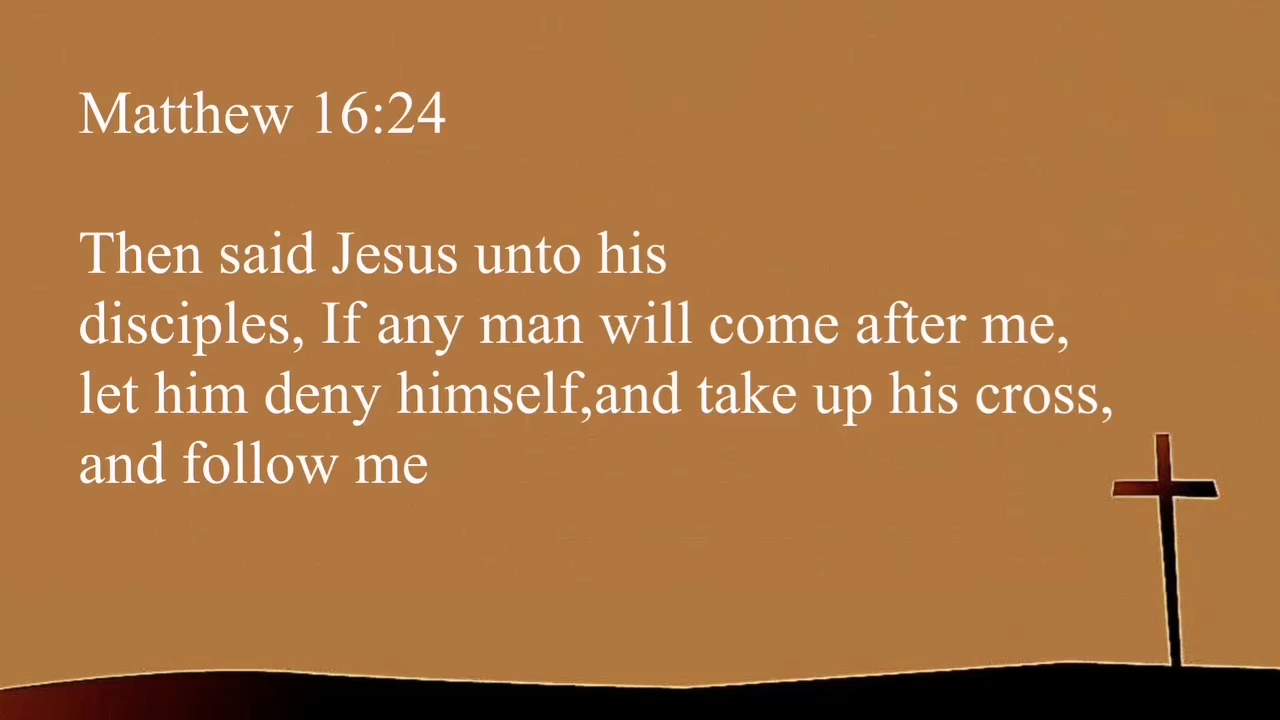 Matthew 16:24
Then said Jesus unto his
disciples, If any man will come after me,
let him deny himself,and take up his cross,
and follow me